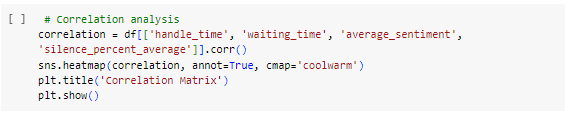 [ ] # Correlation analysis
correlation = df[['handle_time', 'waiting_time', 'average_sentiment',
'silence_percent_average']].corr()
sns.heatmap(correlation, annot=True, cmap='coolwarm')
plt.title('Correlation Matrix')
plt.show()